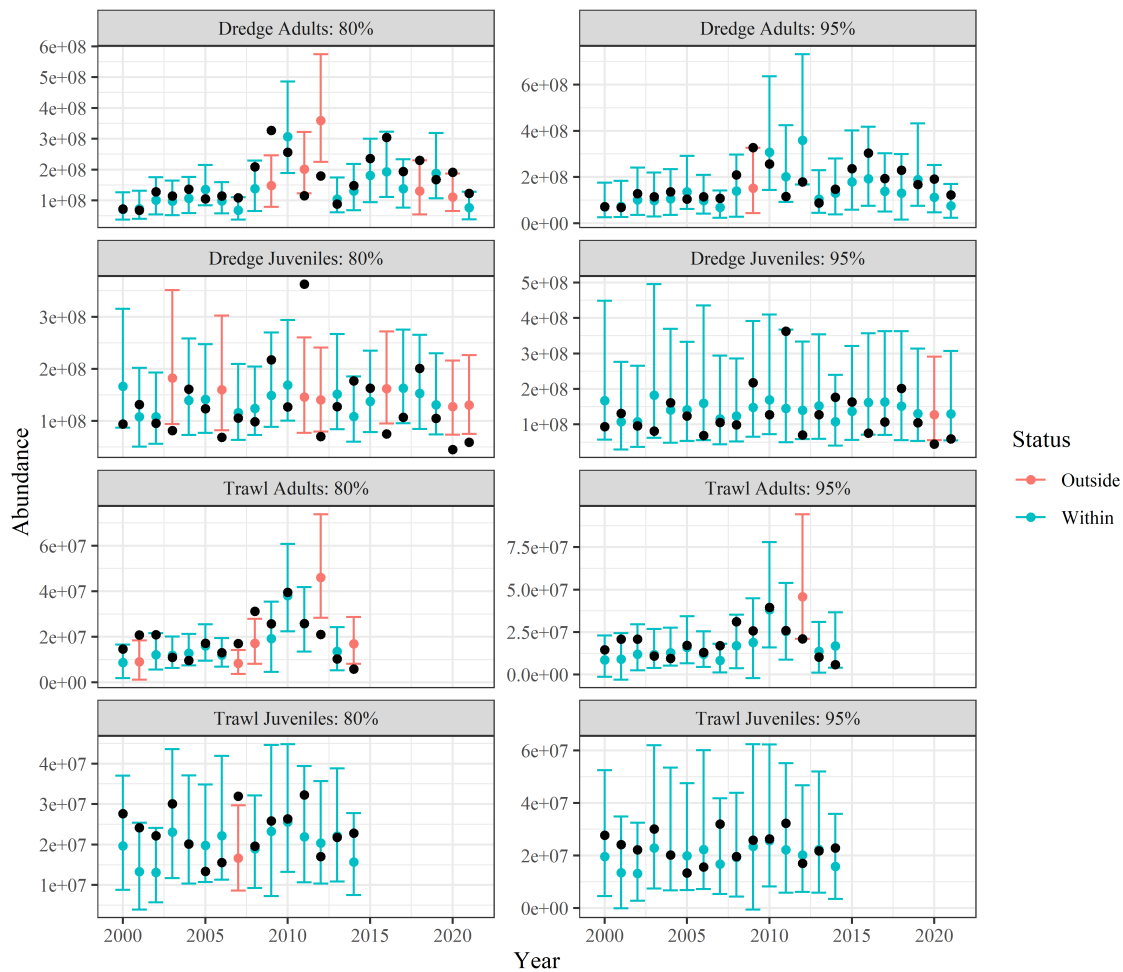 Dredge Adults: 80%
Dredge Adults: 95%
6e+08
5e+08
4e+08
3e+08
2e+08
1e+08
6e+08
4e+08
2e+08
0e+00
Dredge Juveniles: 80%
Dredge Juveniles: 95%
3e+08
2e+08
1e+08
5e+08
4e+08
3e+08
2e+08
1e+08
Trawl Adults: 80%
Trawl Adults: 95%
6e+07
4e+07
2e+07
0e+00
7.5e+07
5.0e+07
2.5e+07
0.0e+00
Trawl Juveniles: 80%
Trawl Juveniles: 95%
4e+07
3e+07
2e+07
1e+07
6e+07
4e+07
2e+07
0e+00
2000 2005 2010 2015 2020
2000 2005 2010 2015 2020
Year
Abundance
Status
Outside
Within